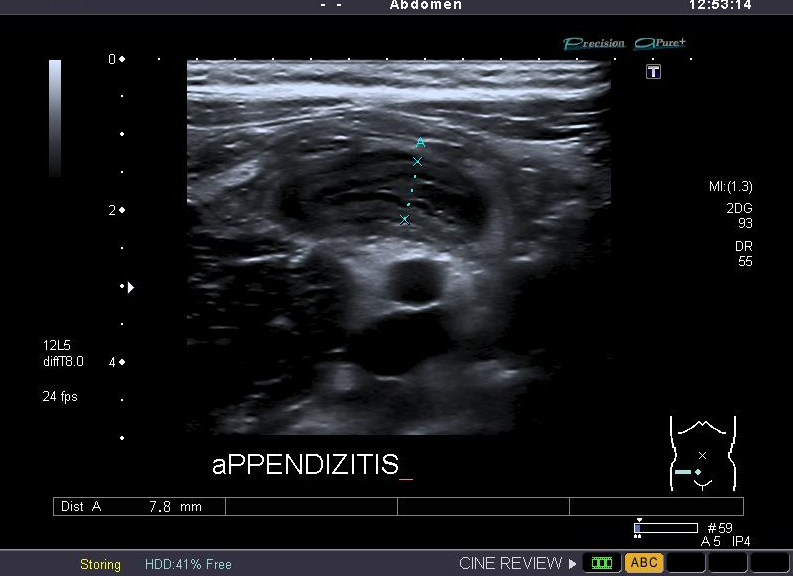 - - Abdomen 12:53:14
Precision APure+
T
0
A
MI:(1.3)
2
2DG
93
DR
55
12L5
diffT8.0
4
24 fps
aPPENDIZITIS_
Dist A 7.8 mm
#59
A 5 IP4
Storing HDD:41% Free CINE REVIEW ABC